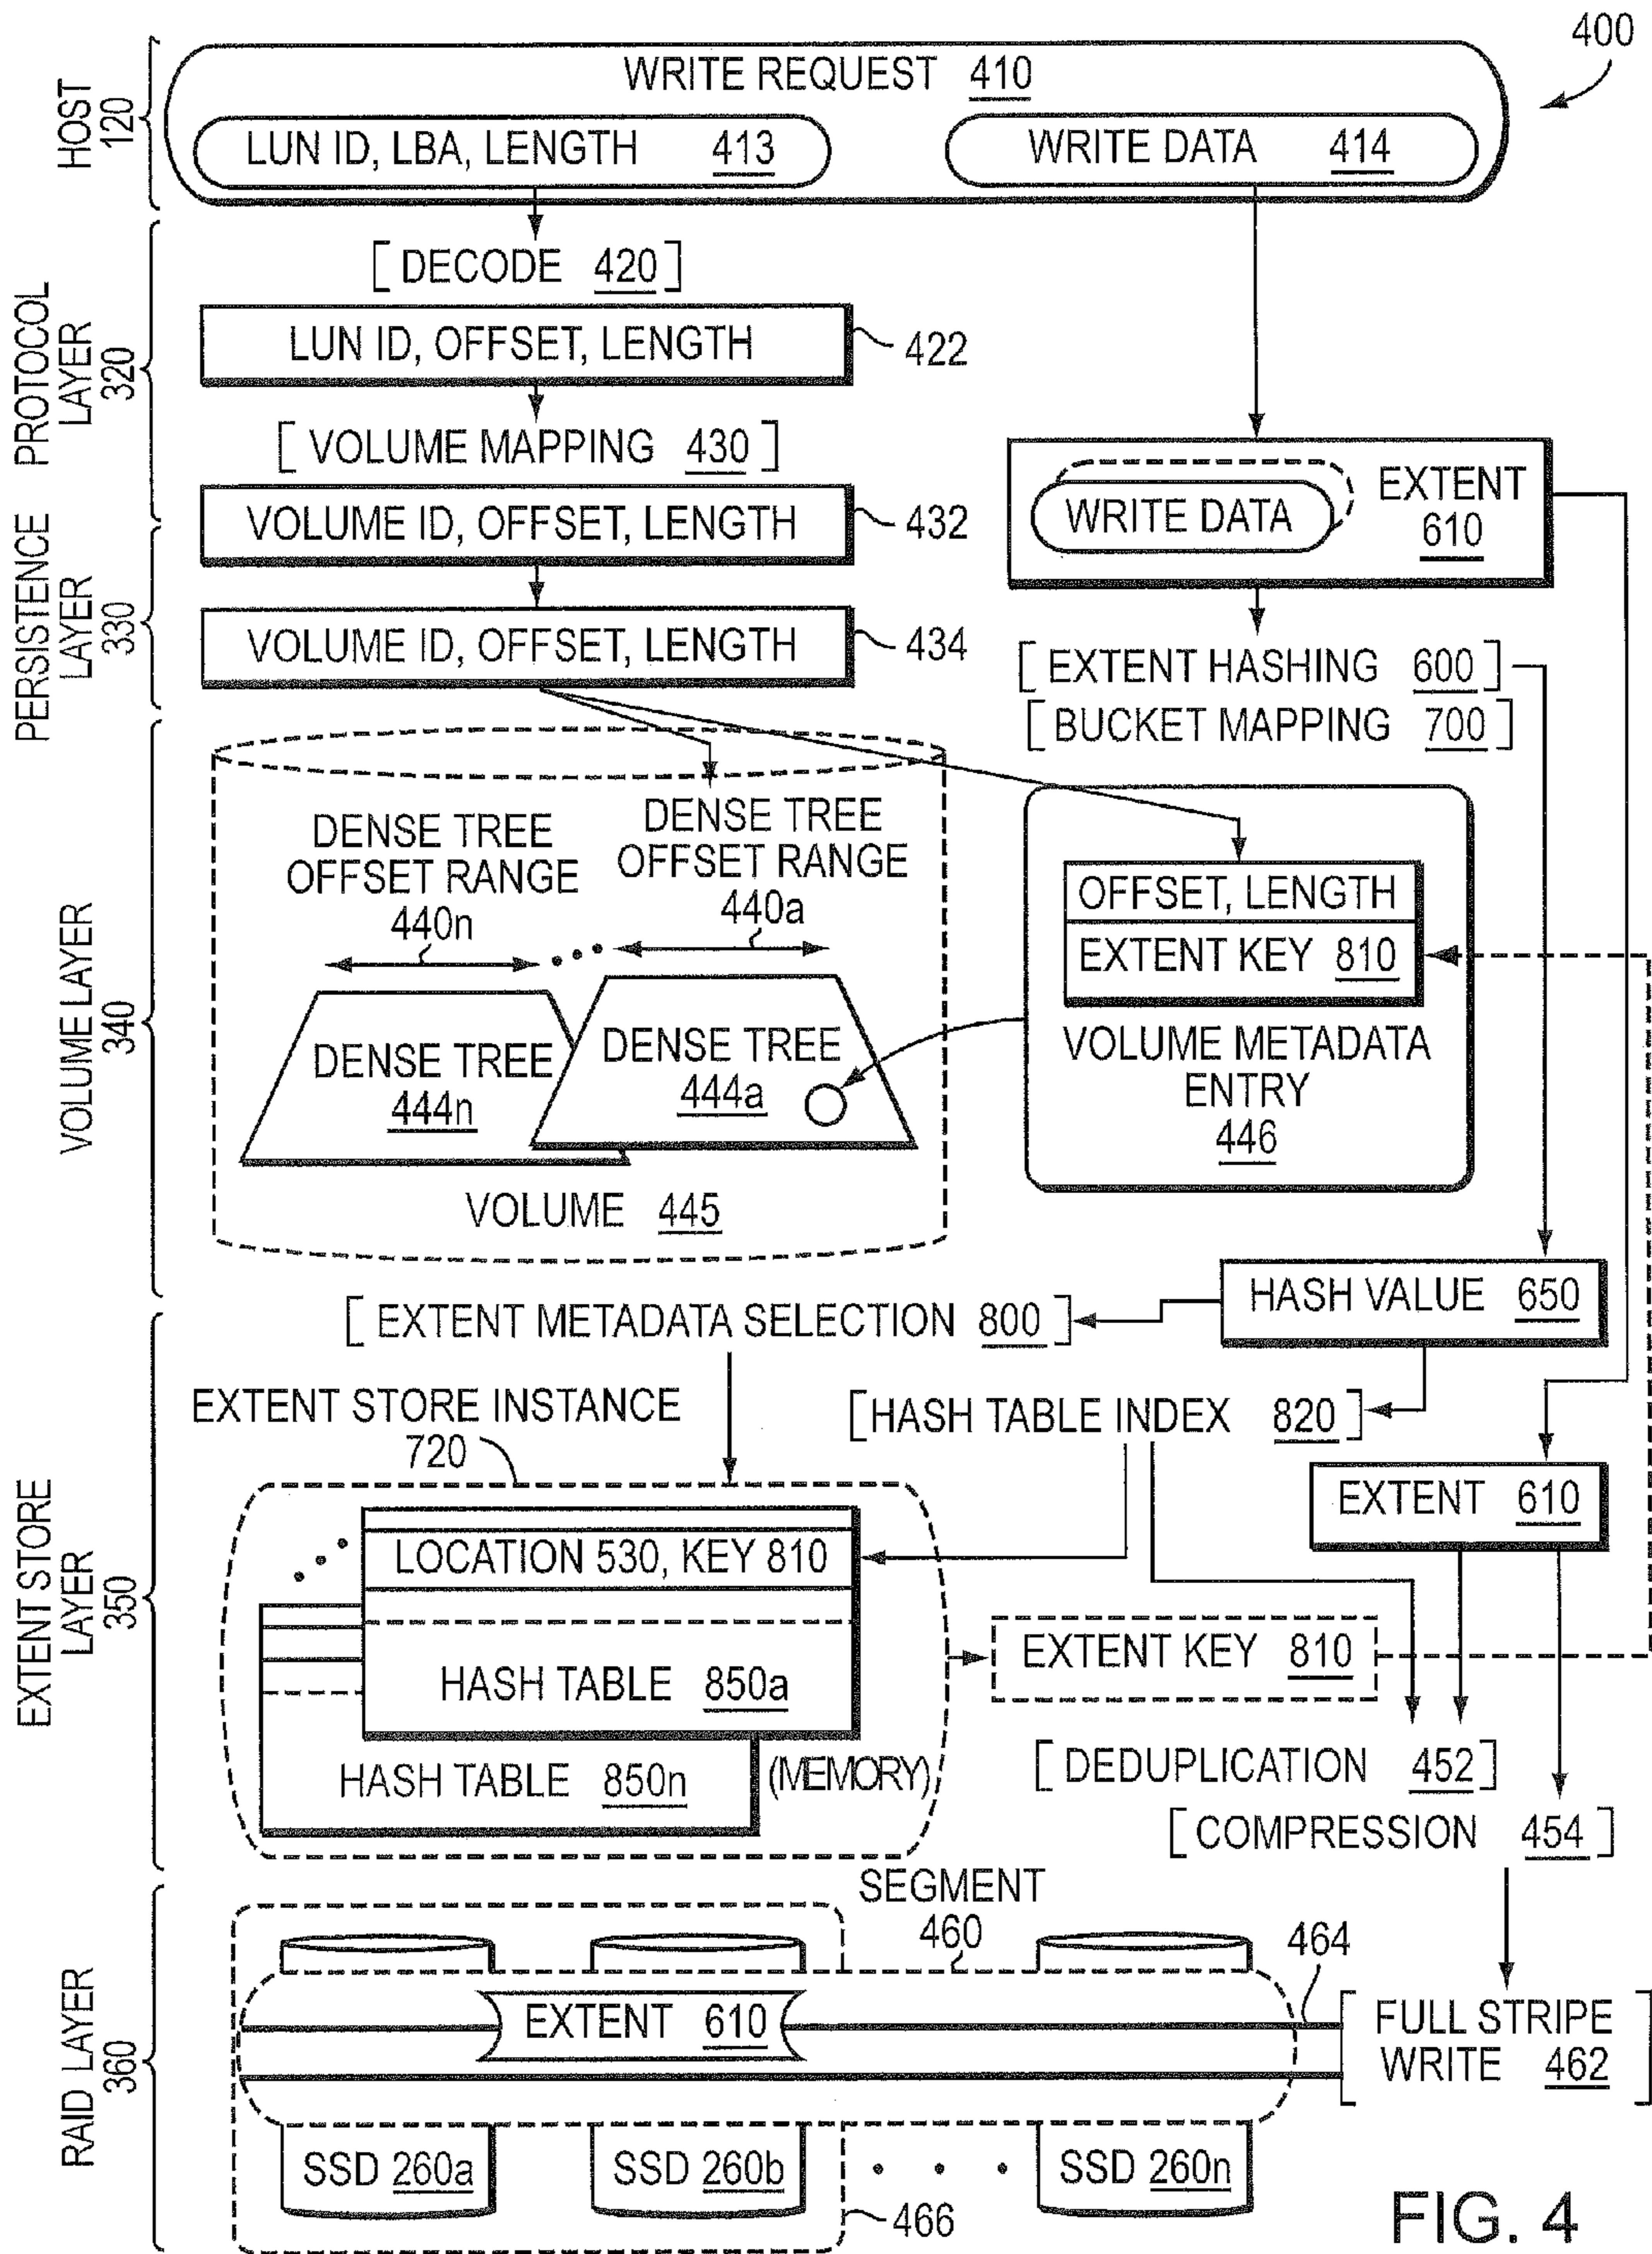 400
HOST
120
WRITE REQUEST 410
LUN ID, LBA, LENGTH 413
WRITE DATA 414
PROTOCOL
LAYER
320
[DECODE 420]
LUN ID, OFFSET, LENGTH
422
[VOLUME MAPPING 430]
VOLUME ID, OFFSET, LENGTH
432
WRITE DATA
EXTENT
610
PERSISTENCE
LAYER
330
VOLUME ID, OFFSET, LENGTH
434
[EXTENT HASHING 600]
[BUCKET MAPPING 700]
VOLUME LAYER
340
DENSE TREE
OFFSET RANGE
440n
DENSE TREE
OFFSET RANGE
440a
DENSE TREE
444n
DENSE TREE
444a
VOLUME 445
OFFSET, LENGTH
EXTENT KEY 810
VOLUME METADATA
ENTRY
446
HASH VALUE 650
EXTENT STORE
LAYER
350
[EXTENT METADATA SELECTION 800]
EXTENT STORE INSTANCE
720
[HASH TABLE INDEX 820]
EXTENT 610
LOCATION 530, KEY 810
HASH TABLE 850a
HASH TABLE 850n
(MEMORY)
EXTENT KEY 810
[DEDUPLICATION 452]
[COMPRESSION 454]
RAID LAYER
360
SEGMENT
460
464
EXTENT 610
[FULL STRIPE
WRITE 462]
SSD 260a
SSD 260b
SSD 260n
466
FIG. 4